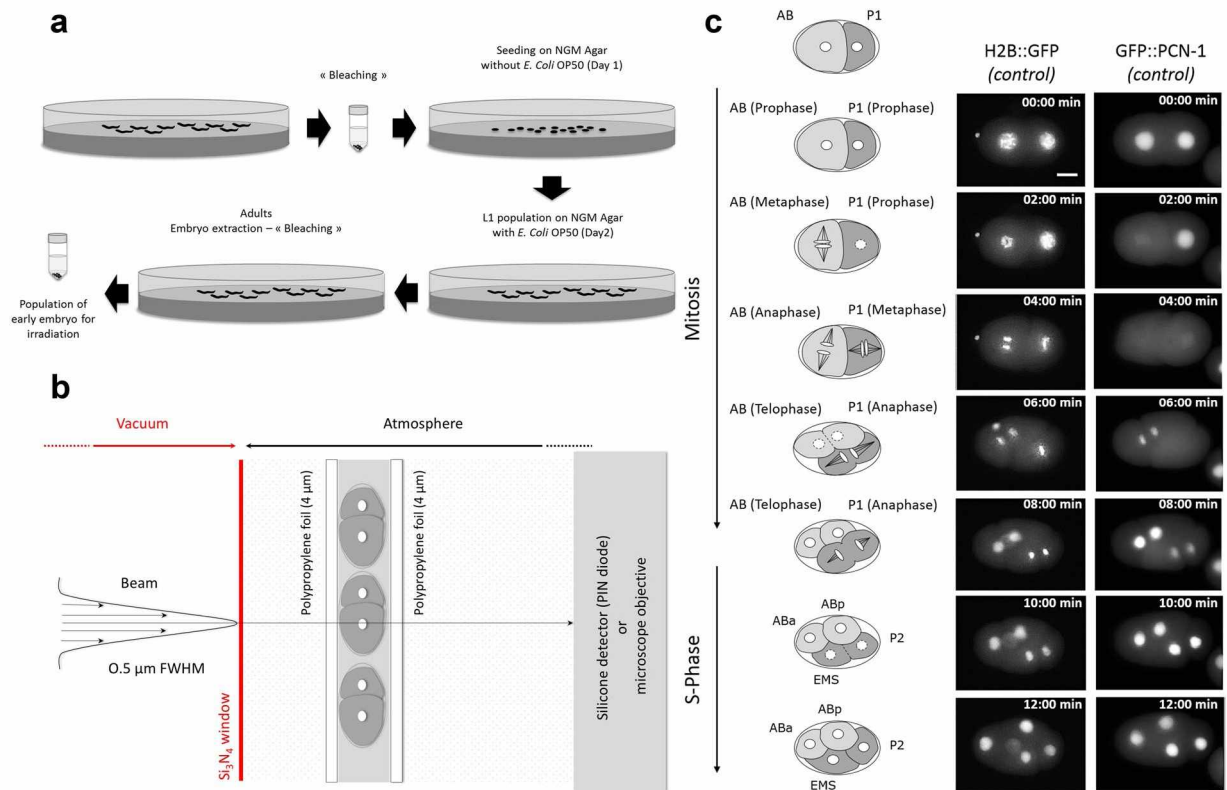 a
« Bleaching »
Seeding on NGM Agar
without E. Coli OP50 (Day 1)
Adults
Embryo extraction – « Bleaching »
L1 population on NGM Agar
with E. Coli OP50 (Day2)
Population of
early embryo for
irradiation
b
Vacuum
Atmosphere
Polypropylene foil (4 µm)
Polypropylene foil (4 µm)
Beam
0.5 µm FWHM
Si3N4 window
Silicone detector (PIN diode)
or
microscope objective
c
AB P1
H2B::GFP
(control)
GFP::PCN-1
(control)
Mitosis
AB (Prophase) P1 (Prophase)
00:00 min
00:00 min
AB (Metaphase) P1 (Prophase)
02:00 min
02:00 min
AB (Anaphase) P1 (Metaphase)
04:00 min
04:00 min
AB (Telophase) P1 (Anaphase)
06:00 min
06:00 min
AB (Telophase) P1 (Anaphase)
08:00 min
08:00 min
S-Phase
ABp
ABa
P2
EMS
10:00 min
10:00 min
ABp
ABa
P2
EMS
12:00 min
12:00 min